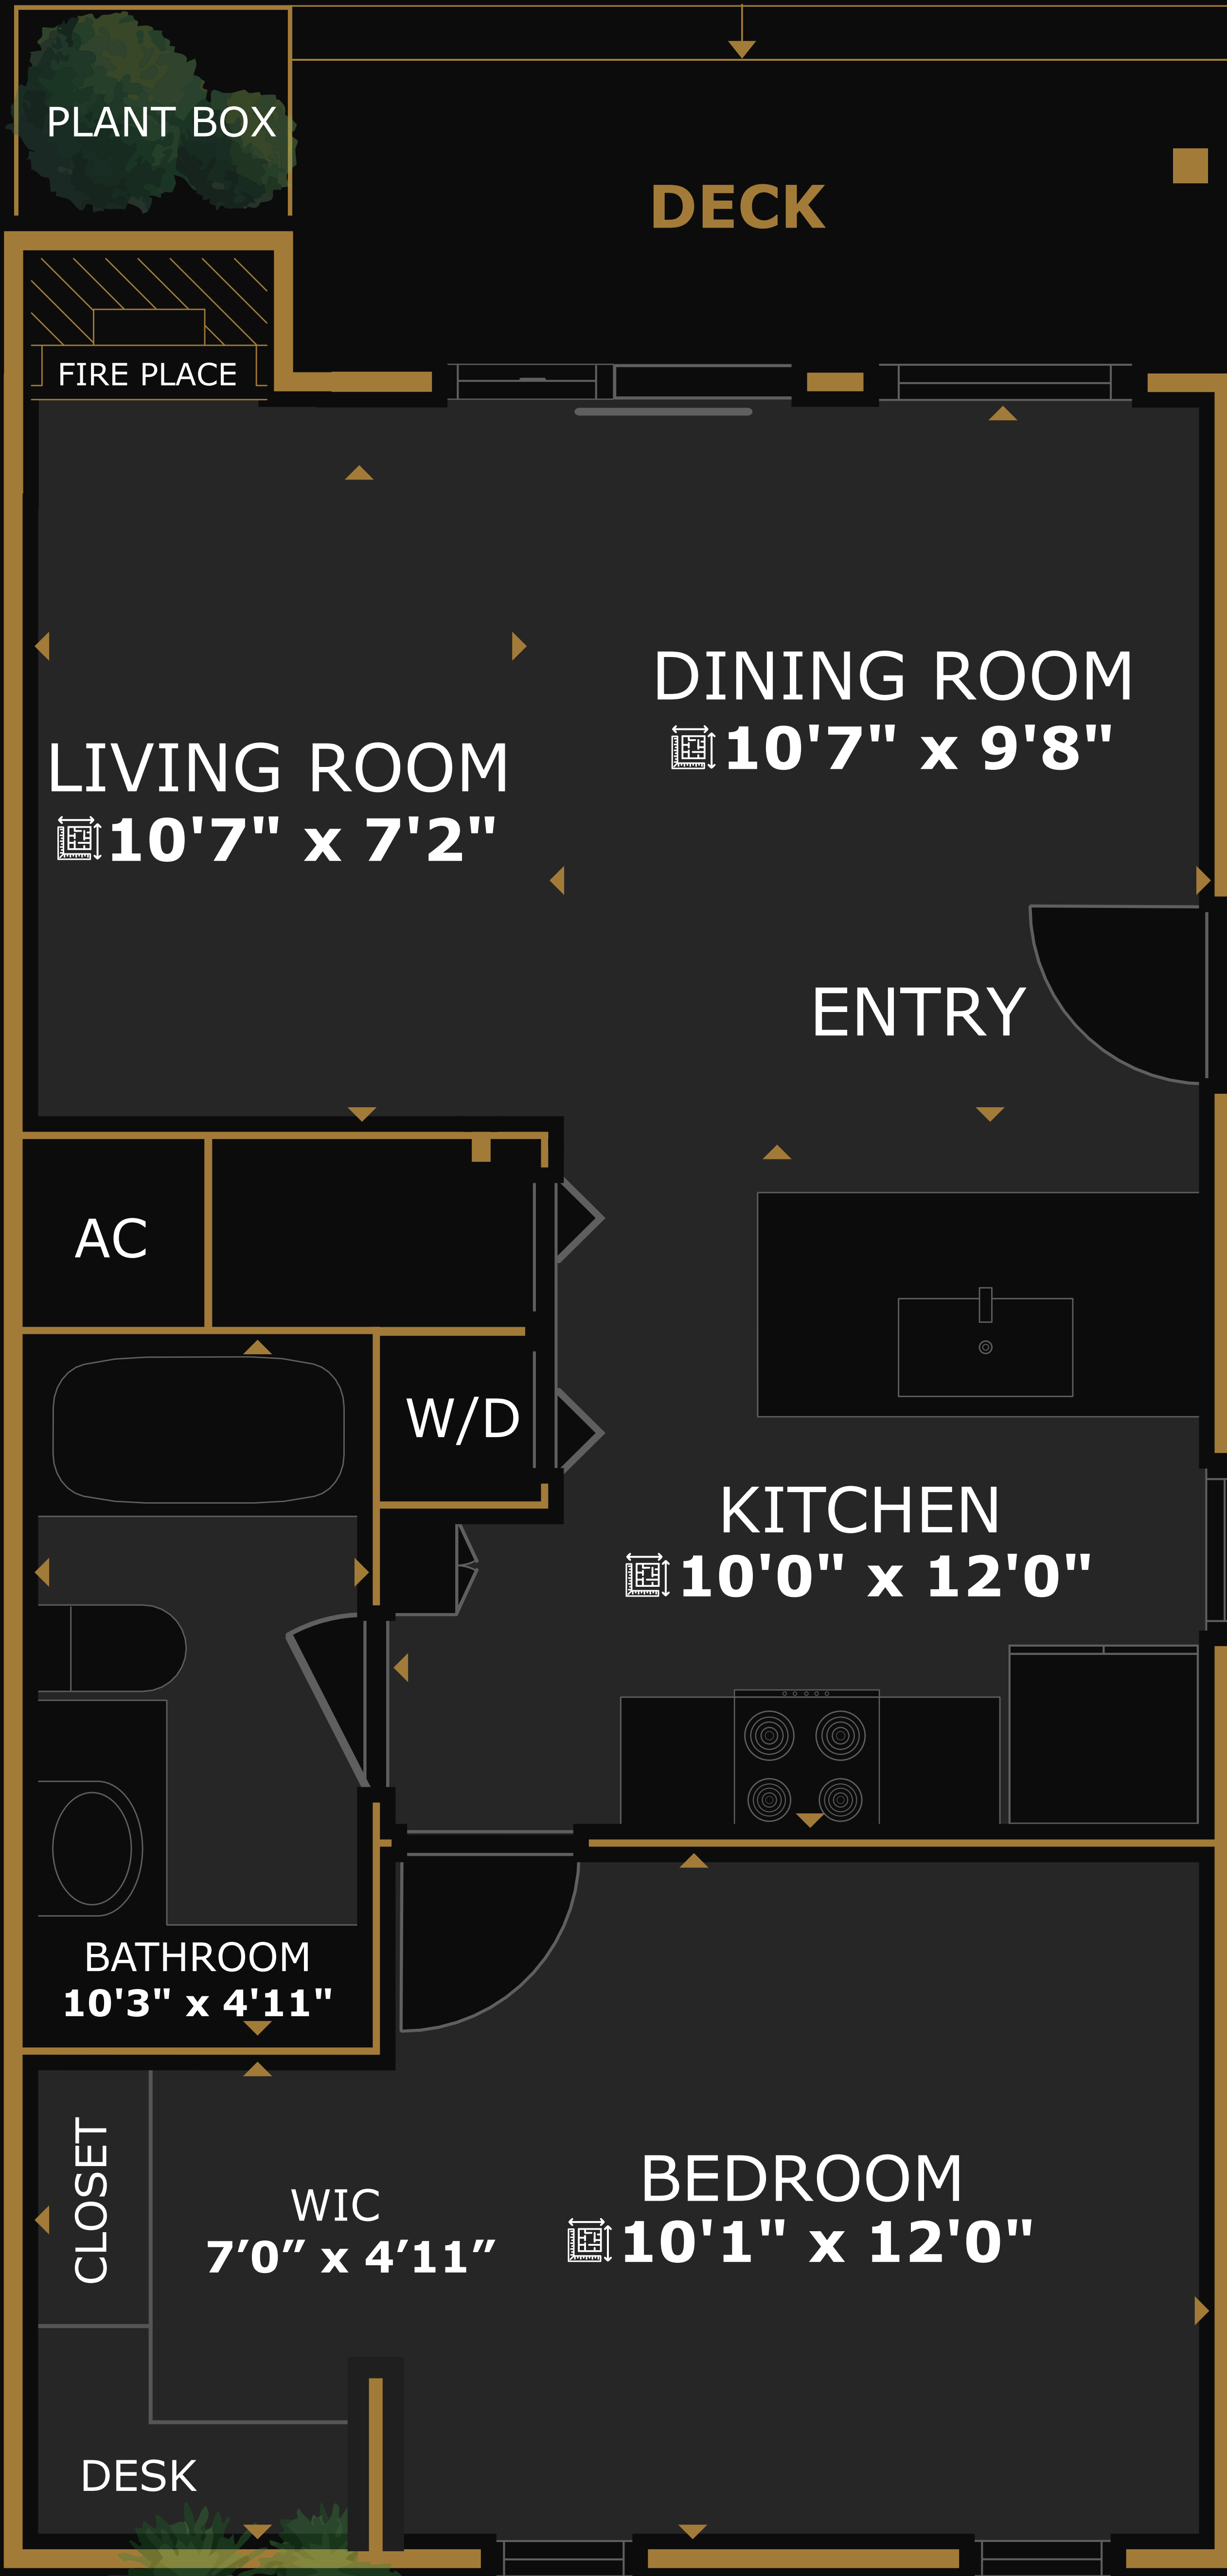 PLANT BOX
DECK
FIRE PLACE
DINING ROOM
10'7" x 9'8"
LIVING ROOM
10'7" x 7'2"
ENTRY
AC
W/D
KITCHEN
10'0" x 12'0"
BATHROOM
10'3" x 4'11"
CLOSET
WIC
7’0” x 4’11”
BEDROOM
10'1" x 12'0"
DESK